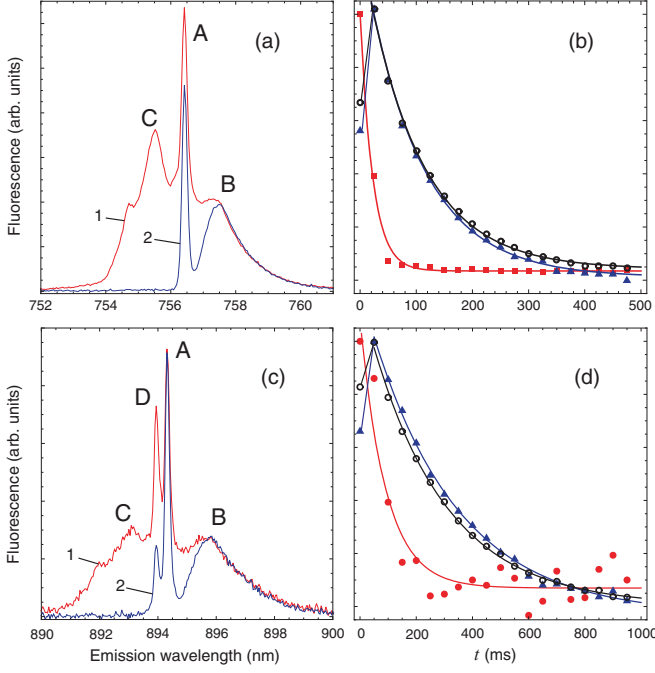 Fluorescence (arb. units)
A
(a)
C
B
1
2
752 754 756 758 760
(b)
0 100 200 300 400 500
Fluorescence (arb. units)
A
(c)
D
C
B
1
2
890 892 894 896 898 900
Emission wavelength (nm)
(d)
0 200 400 600 800 1000
t (ms)